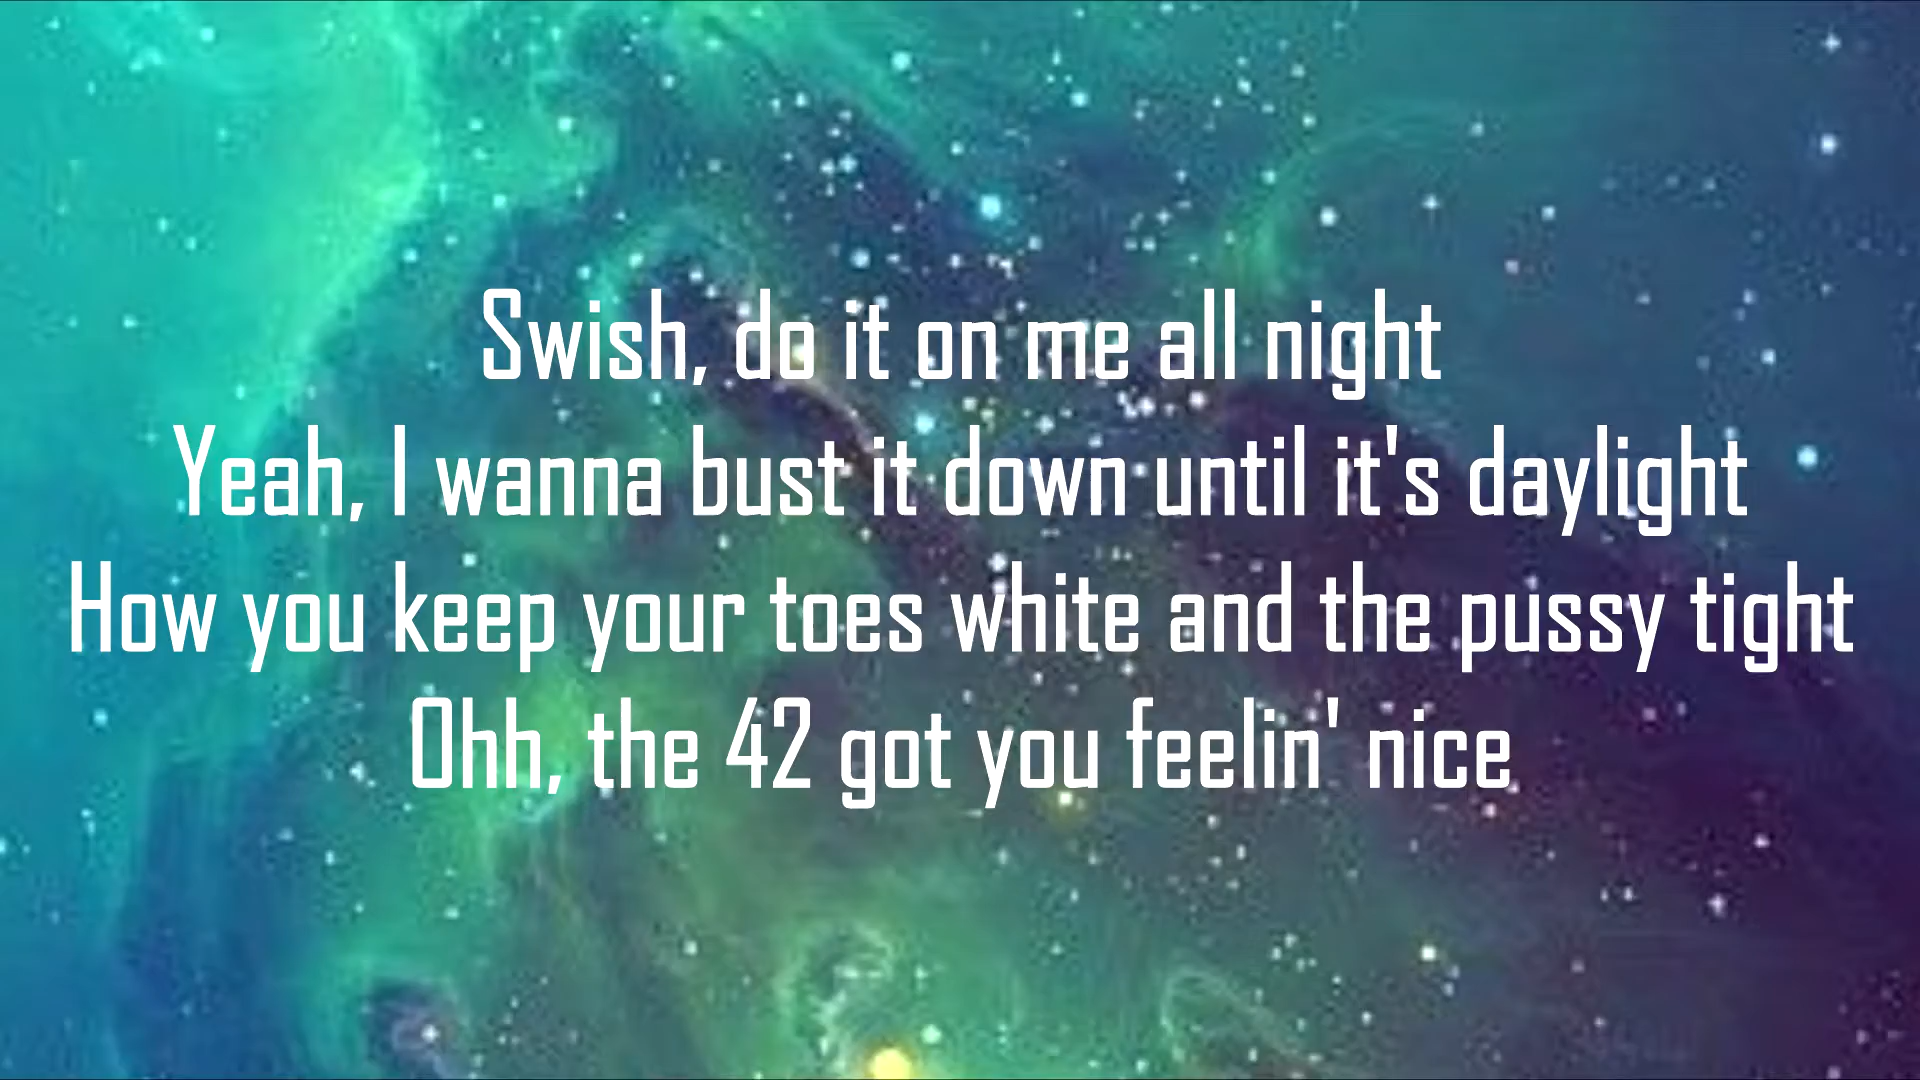 Swish, do it on me all night
Yeah, I wanna bust it down until it's daylight
How you keep your toes white and the pussy tight
Ohh, the 42 got you feelin' nice